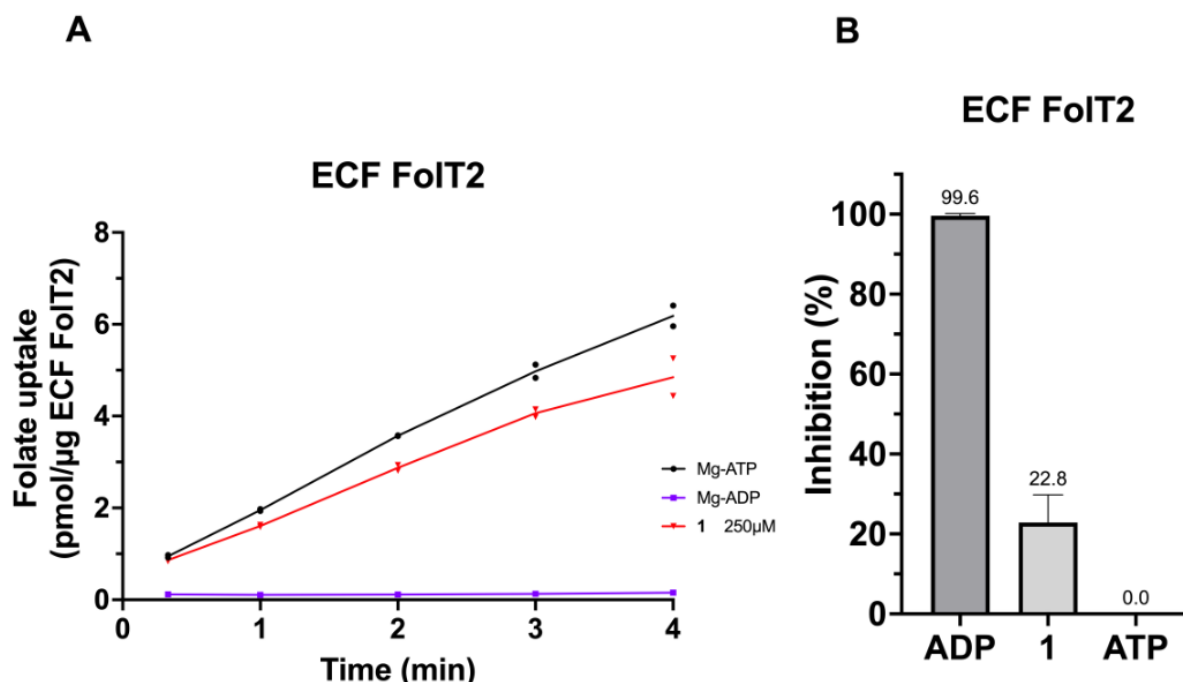 A
ECF FolT2
Folate uptake
(pmol/µg ECF FolT2)
8
6
4
2
0
0 1 2 3 4
Time (min)
Mg-ATP
Mg-ADP
1 250µM
B
ECF FolT2
Inhibition (%)
100
80
60
40
20
0
99.6
22.8
0.0
ADP 1 ATP